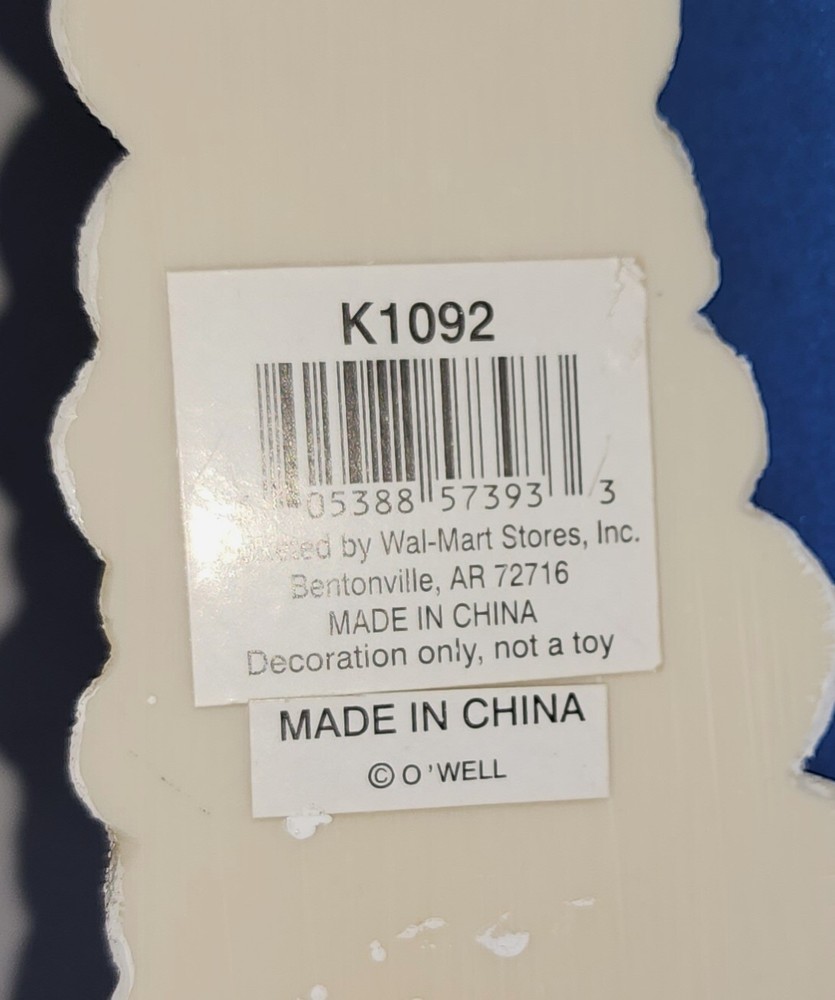 K1092
05388 57393 3
by Wal-Mart Stores, Inc.
Bentonville, AR 72716
MADE IN CHINA
Decoration only, not a toy
MADE IN CHINA
© O'WELL